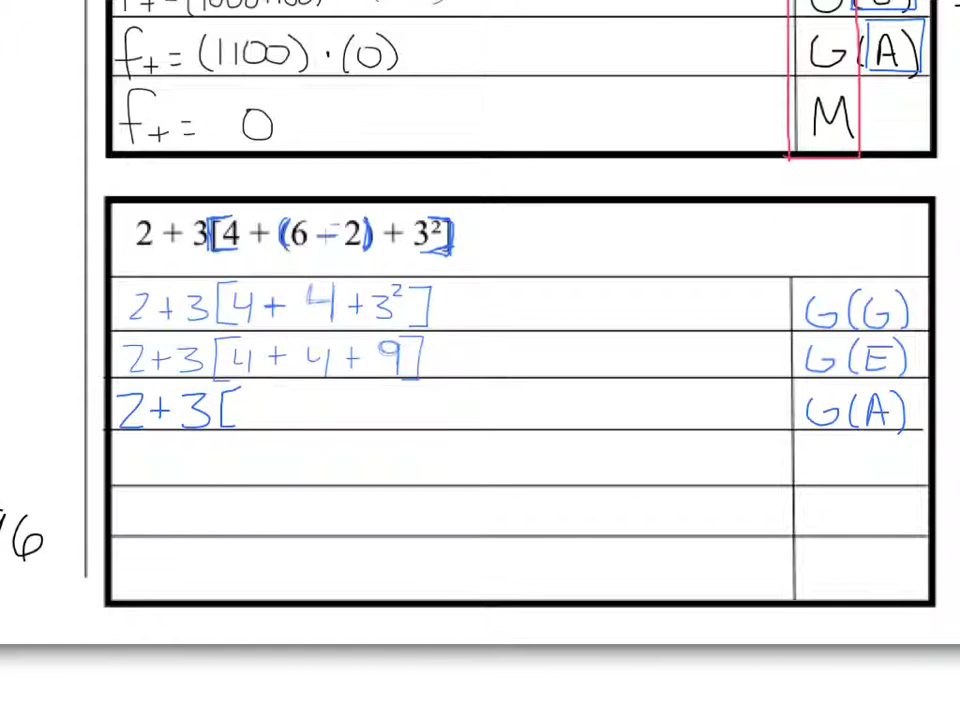 f₊ = (1100) · (0) G(A)
f₊ = 0 M
2 + 3[4 + (6 − 2) + 3²]
2+3[4+ 4 +3²] G(G)
2+3[4 + 4 + 9] G(E)
2+3[ G(A)
6